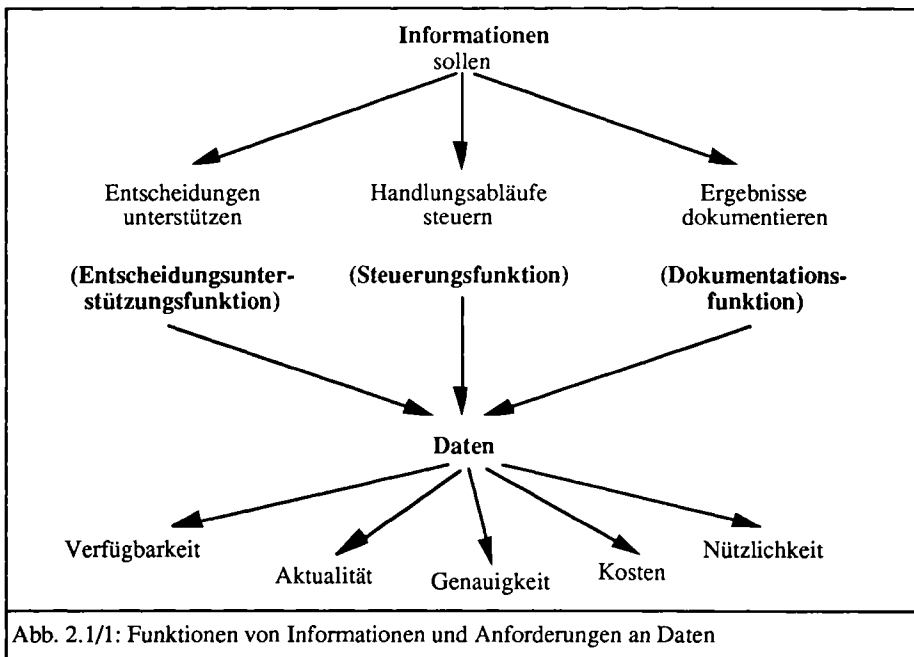 Informationen
sollen
Entscheidungen Handlungsabläufe Ergebnisse
unterstützen steuern dokumentieren
(Entscheidungsunter- (Steuerungsfunktion) (Dokumentations-
stützungsfunktion) funktion)
Daten
Verfügbarkeit Nützlichkeit
Aktualität Genauigkeit Kosten
Abb. 2.1/1: Funktionen von Informationen und Anforderungen an Daten